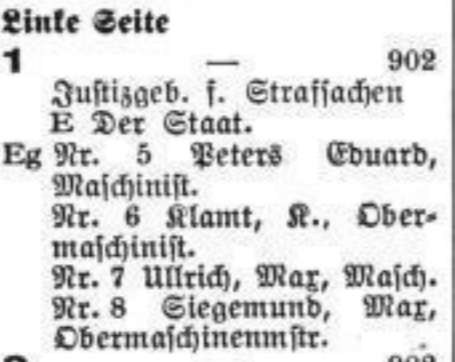 Linke Seite
1 — 902
Justizgeb. f. Strafsachen
E Der Staat.
Eg Nr. 5 Peters Eduard,
Maschinist.
Nr. 6 Klamt, K., Ober-
maschinist.
Nr. 7 Ullrich, Max, Masch.
Nr. 8 Siegemund, Max,
Obermaschinenmstr.